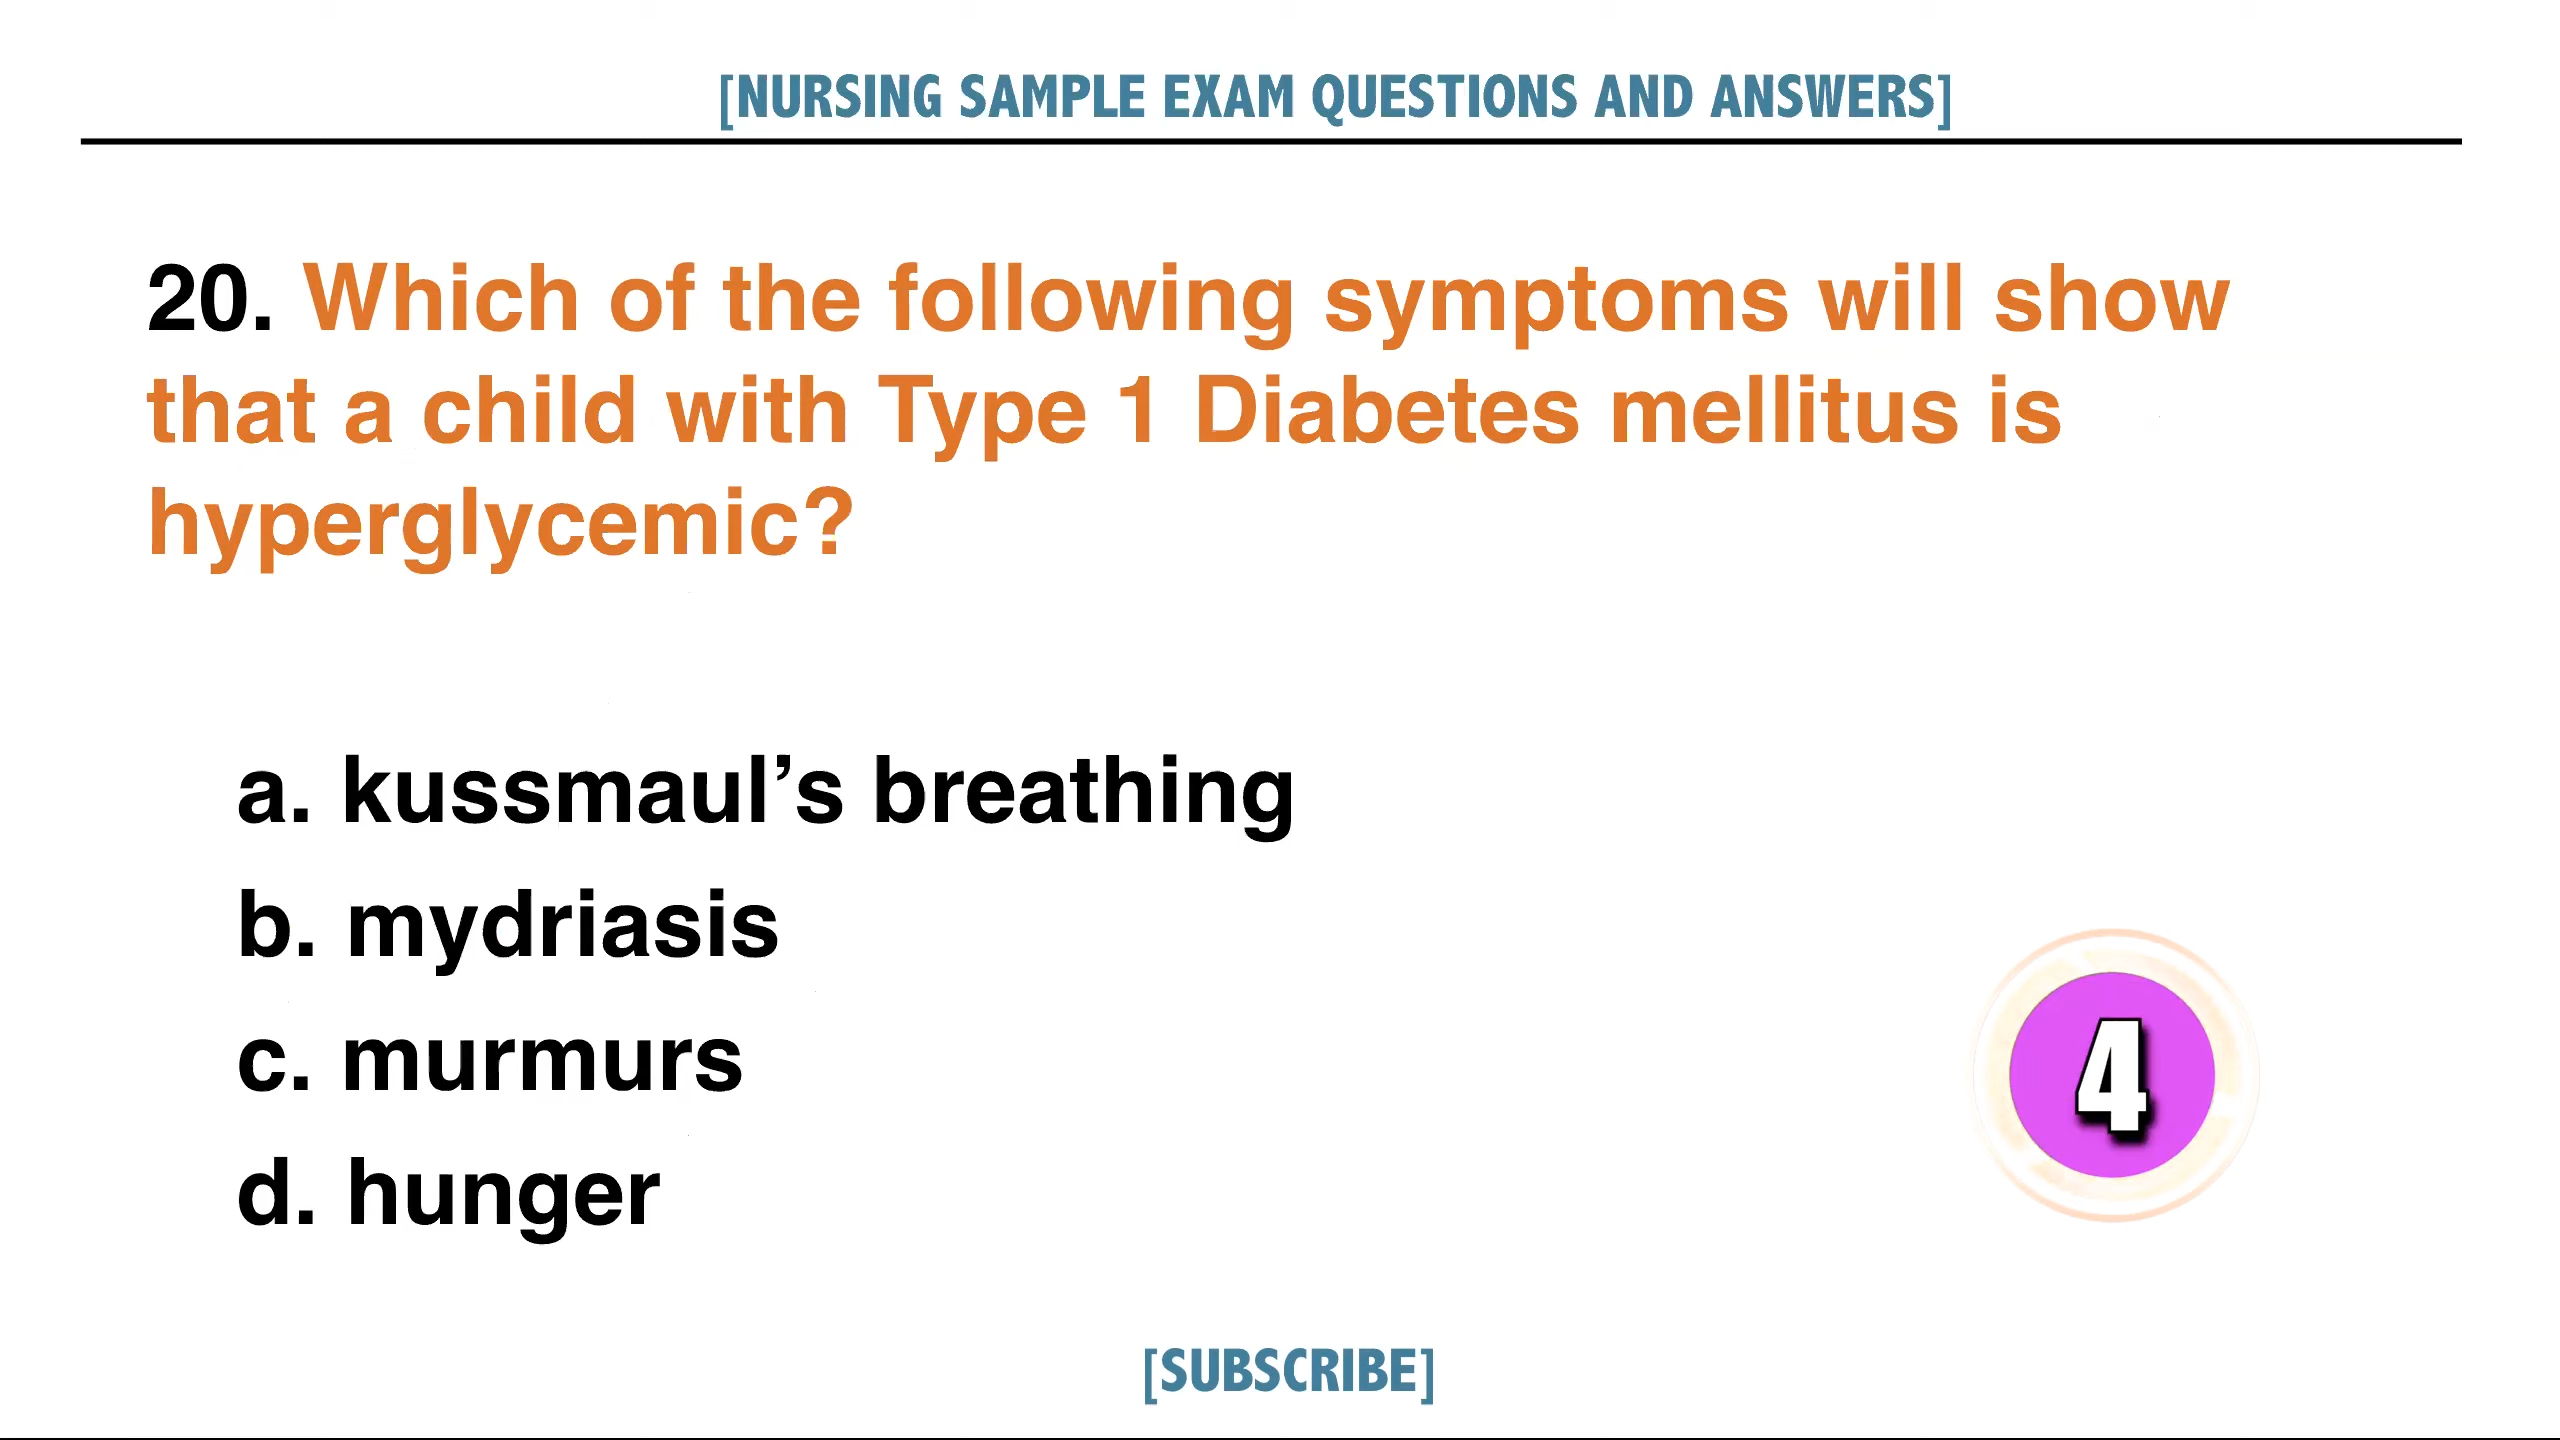 [NURSING SAMPLE EXAM QUESTIONS AND ANSWERS]
20. Which of the following symptoms will show
that a child with Type 1 Diabetes mellitus is
hyperglycemic?
a. kussmaul’s breathing
b. mydriasis
c. murmurs
d. hunger
4
[SUBSCRIBE]